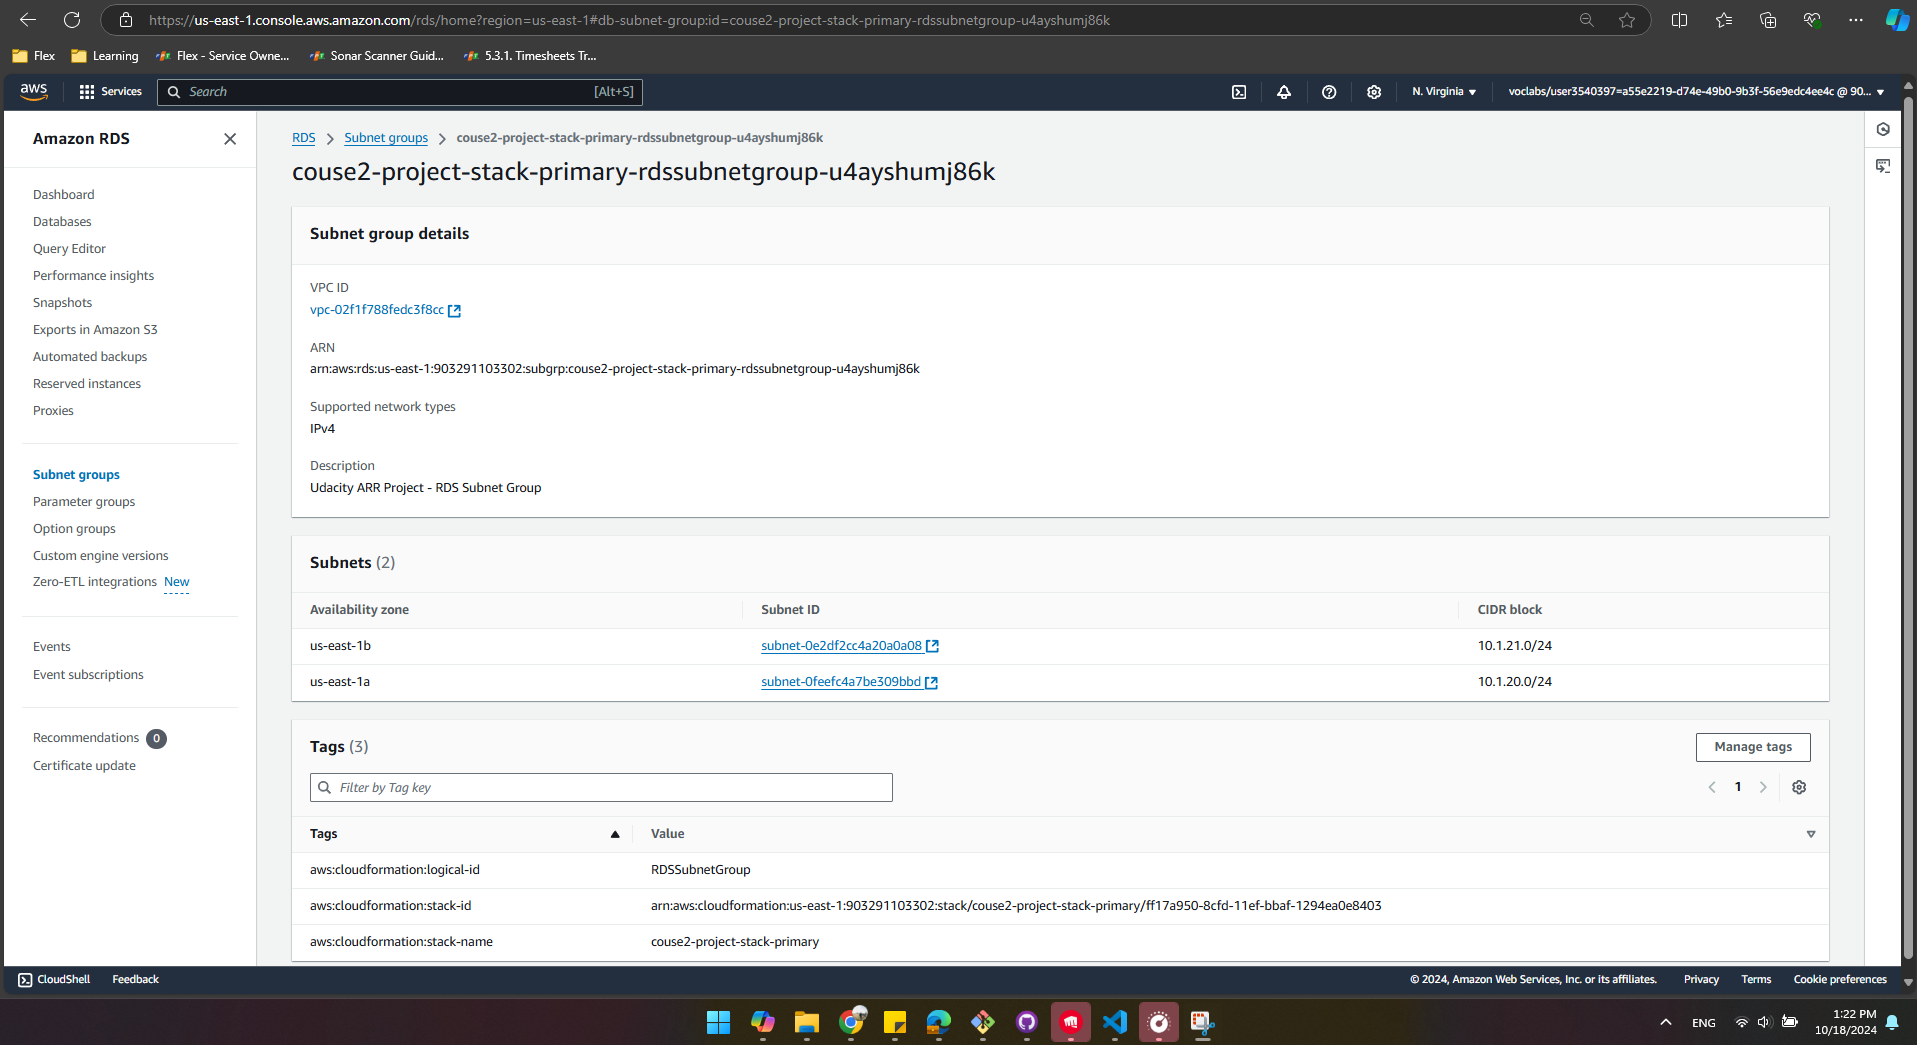 https://us-east-1.console.aws.amazon.com/rds/home?region=us-east-1#db-subnet-group:id=couse2-project-stack-primary-rdssubnetgroup-u4ayshumj86k
Flex
Learning
Flex - Service Owne...
Sonar Scanner Guid...
5.3.1. Timesheets Tr...
aws
Services
Search
[Alt+S]
N. Virginia
voclabs/user3540397=a55e2219-d74e-49b0-9b3f-56e9edc4ee4c @ 90...
Amazon RDS
Dashboard
Databases
Query Editor
Performance insights
Snapshots
Exports in Amazon S3
Automated backups
Reserved instances
Proxies
Subnet groups
Parameter groups
Option groups
Custom engine versions
Zero-ETL integrations New
Events
Event subscriptions
Recommendations 0
Certificate update
RDS > Subnet groups > couse2-project-stack-primary-rdssubnetgroup-u4ayshumj86k
couse2-project-stack-primary-rdssubnetgroup-u4ayshumj86k
Subnet group details
VPC ID
vpc-02f1f788fedc3f8cc
ARN
arn:aws:rds:us-east-1:903291103302:subgrp:couse2-project-stack-primary-rdssubnetgroup-u4ayshumj86k
Supported network types
IPv4
Description
Udacity ARR Project - RDS Subnet Group
Subnets (2)
Availability zone Subnet ID CIDR block
us-east-1b subnet-0e2df2cc4a20a0a08 10.1.21.0/24
us-east-1a subnet-0feefc4a7be309bbd 10.1.20.0/24
Tags (3)
Manage tags
Filter by Tag key
1
Tags Value
aws:cloudformation:logical-id RDSSubnetGroup
aws:cloudformation:stack-id arn:aws:cloudformation:us-east-1:903291103302:stack/couse2-project-stack-primary/ff17a950-8cfd-11ef-bbaf-1294ea0e8403
aws:cloudformation:stack-name couse2-project-stack-primary
CloudShell
Feedback
© 2024, Amazon Web Services, Inc. or its affiliates.
Privacy
Terms
Cookie preferences
ENG
1:22 PM
10/18/2024